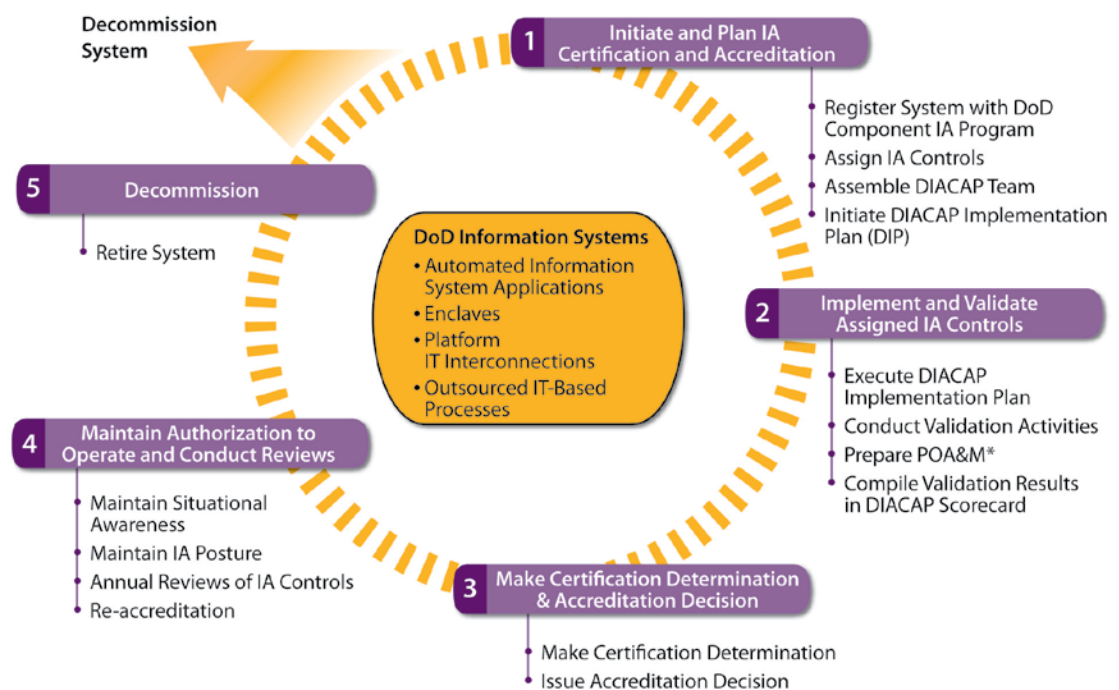 Decommission
System
1
Initiate and Plan IA
Certification and Accreditation
• Register System with DoD
Component IA Program
• Assign IA Controls
• Assemble DIACAP Team
• Initiate DIACAP Implementation
Plan (DIP)
2
Implement and Validate
Assigned IA Controls
• Execute DIACAP
Implementation Plan
• Conduct Validation Activities
• Prepare POA&M*
• Compile Validation Results
in DIACAP Scorecard
3
Make Certification Determination
& Accreditation Decision
• Make Certification Determination
• Issue Accreditation Decision
4
Maintain Authorization to
Operate and Conduct Reviews
• Maintain Situational
Awareness
• Maintain IA Posture
• Annual Reviews of IA Controls
• Re-accreditation
5
Decommission
• Retire System
DoD Information Systems
• Automated Information
System Applications
• Enclaves
• Platform
IT Interconnections
• Outsourced IT-Based
Processes